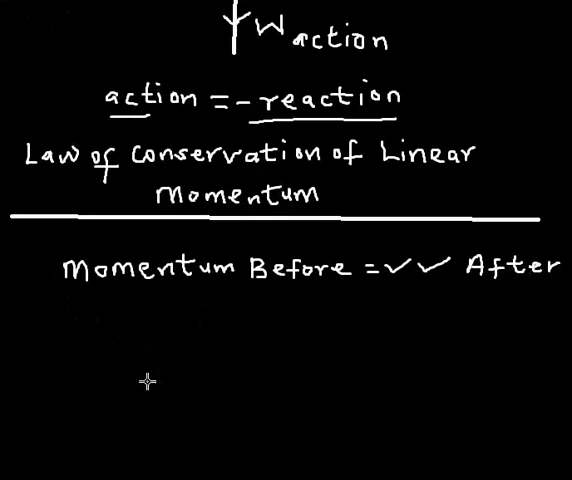 W action
action = - reaction
Law of conservation of Linear
Momentum
Momentum Before = ✓ ✓ After